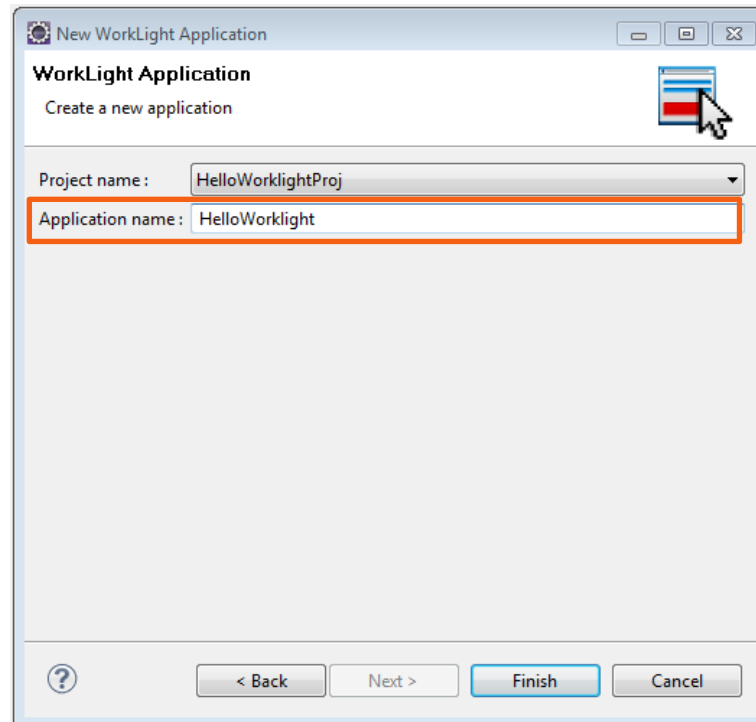 New WorkLight Application
WorkLight Application
Create a new application
Project name : HelloWorklightProj
Application name : HelloWorklight
? < Back Next > Finish Cancel